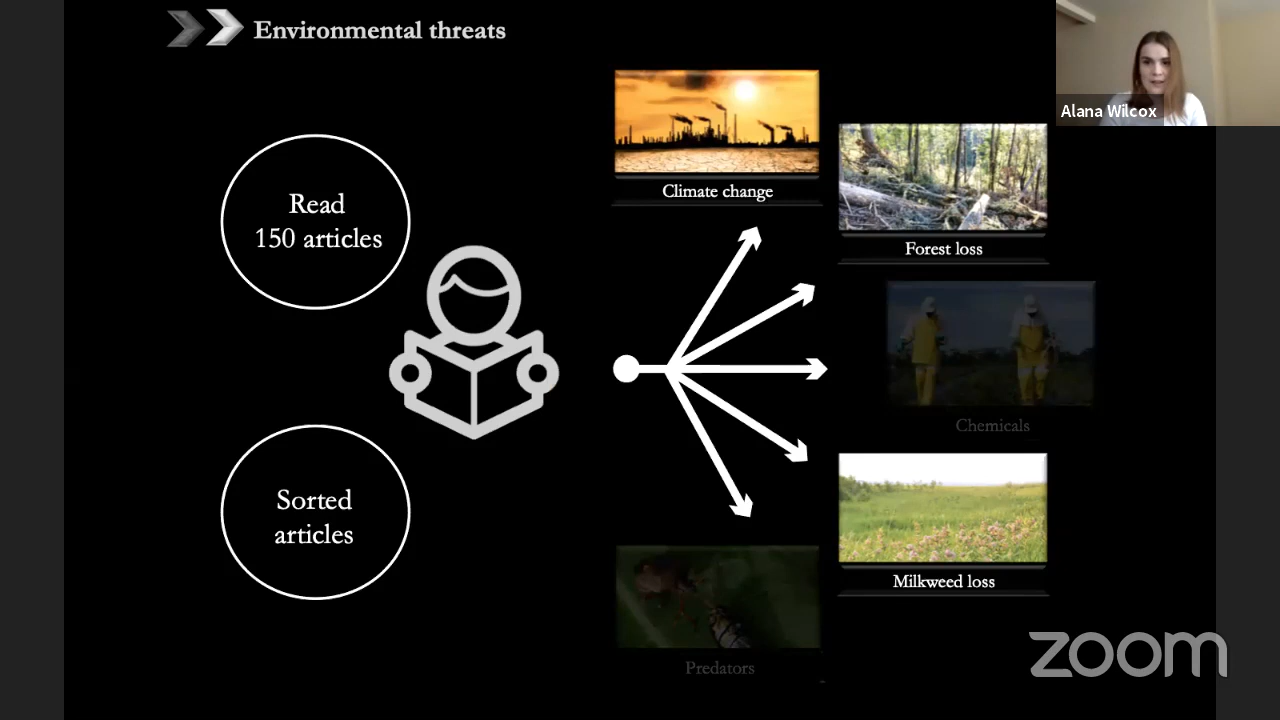 Environmental threats
Alana Wilcox
Read
150 articles
Climate change
Forest loss
Chemicals
Sorted
articles
Milkweed loss
Predators
zoom